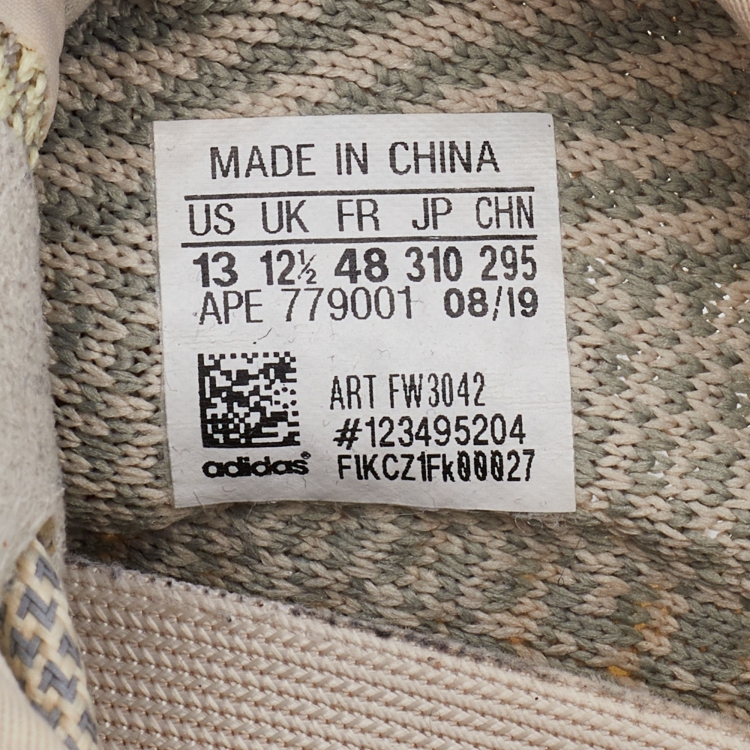 MADE IN CHINA
US UK FR JP CHN
13 12½ 48 310 295
APE 779001 08/19
ART FW3042
#123495204
adidas®
FIKCZ1Fk00027